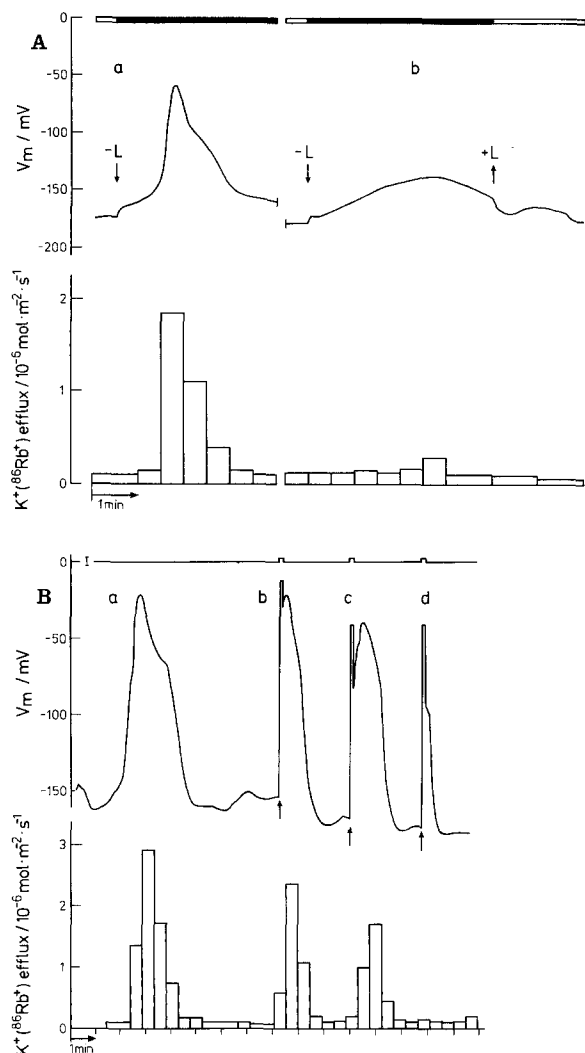 A
0
-50
-100
-150
-200
Vm / mV
a
b
-L
-L
+L
2
1
0
K⁺(⁸⁶Rb⁺) efflux / 10⁻⁶ mol·m⁻²·s⁻¹
1min
B
0
-50
-100
-150
Vm / mV
I
a
b
c
d
3
2
1
0
K⁺(⁸⁶Rb⁺) efflux / 10⁻⁶ mol·m⁻²·s⁻¹
1min